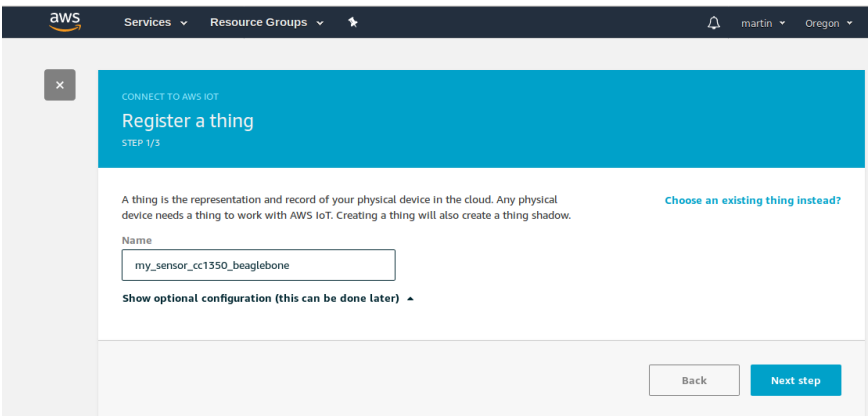 aws Services Resource Groups martin Oregon
CONNECT TO AWS IOT
Register a thing
STEP 1/3
A thing is the representation and record of your physical device in the cloud. Any physical
device needs a thing to work with AWS IoT. Creating a thing will also create a thing shadow.
Choose an existing thing instead?
Name
my_sensor_cc1350_beaglebone
Show optional configuration (this can be done later)
Back Next step